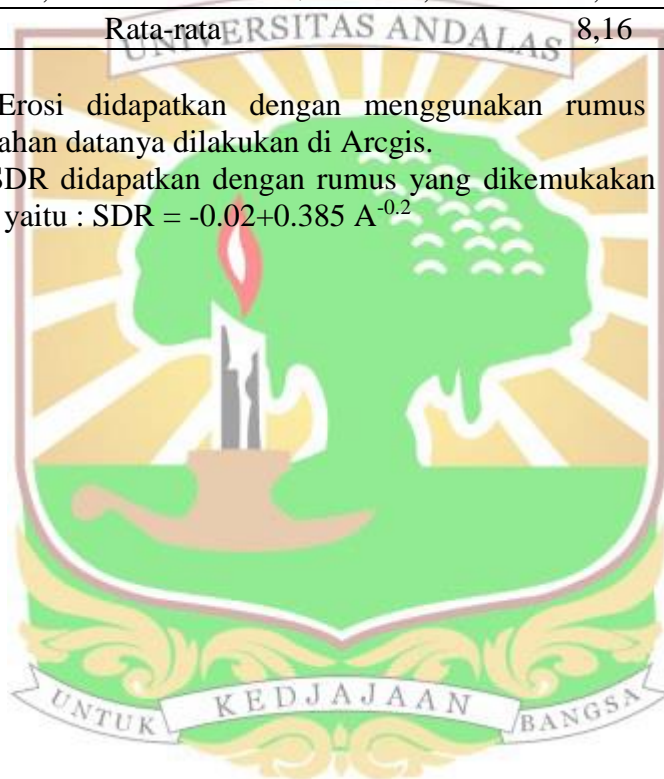 Rata-rata 8,16
UNIVERSITAS ANDALAS
Erosi didapatkan dengan menggunakan rumus
ahan datanya dilakukan di Arcgis.
SDR didapatkan dengan rumus yang dikemukakan
yaitu : SDR = -0.02+0.385 A^-0.2
UNTUK KEDJAJAAN BANGSA